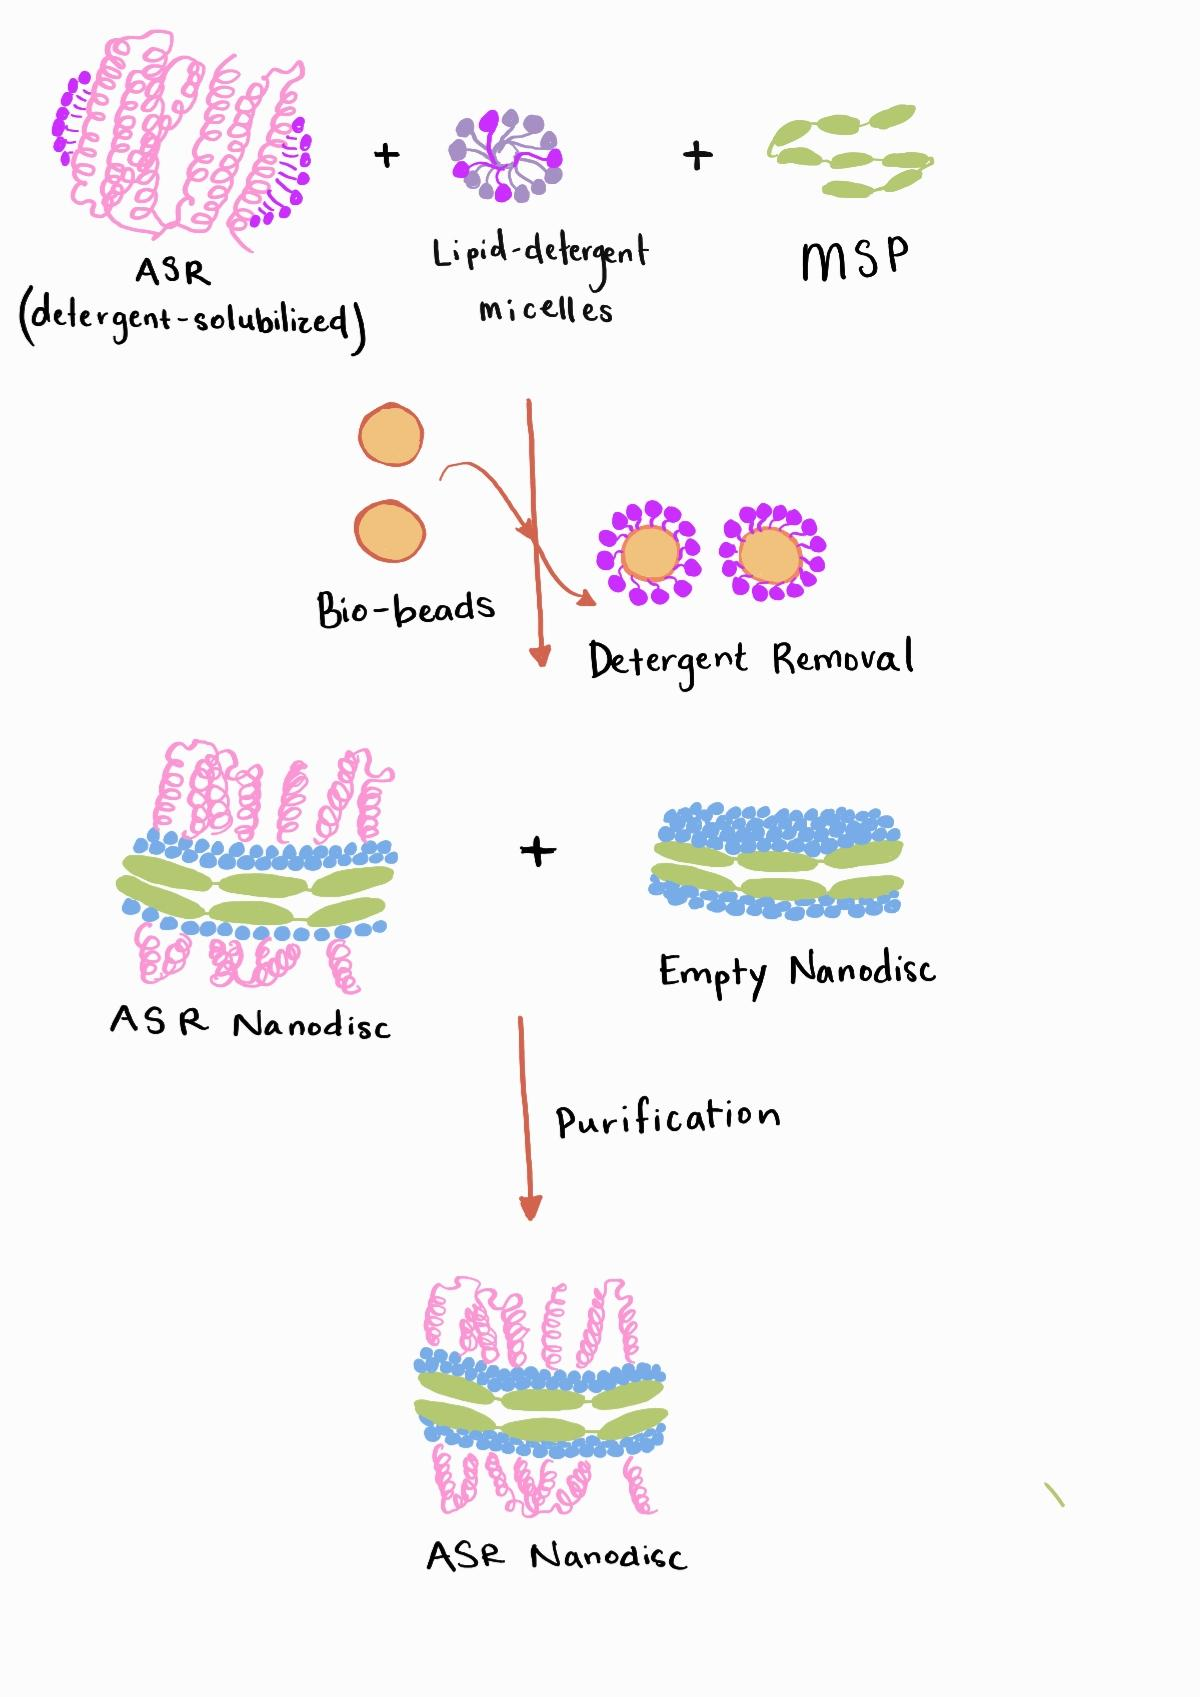 +
+
ASR
(detergent-solubilized)
Lipid-detergent
micelles
MSP
Bio-beads
Detergent Removal
+
ASR Nanodisc
Empty Nanodisc
Purification
ASR Nanodisc